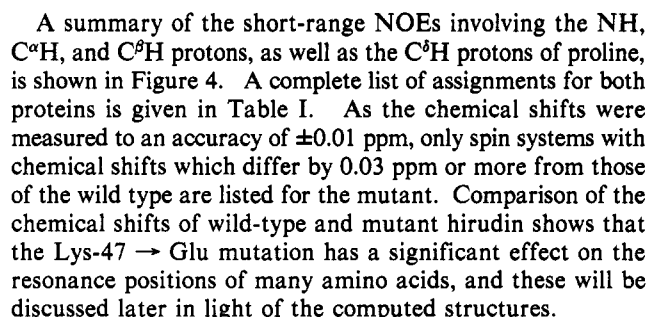 A summary of the short-range NOEs involving the NH,
CᵅH, and CᵝH protons, as well as the CᵟH protons of proline,
is shown in Figure 4. A complete list of assignments for both
proteins is given in Table I. As the chemical shifts were
measured to an accuracy of ±0.01 ppm, only spin systems with
chemical shifts which differ by 0.03 ppm or more from those
of the wild type are listed for the mutant. Comparison of the
chemical shifts of wild-type and mutant hirudin shows that
the Lys-47 → Glu mutation has a significant effect on the
resonance positions of many amino acids, and these will be
discussed later in light of the computed structures.